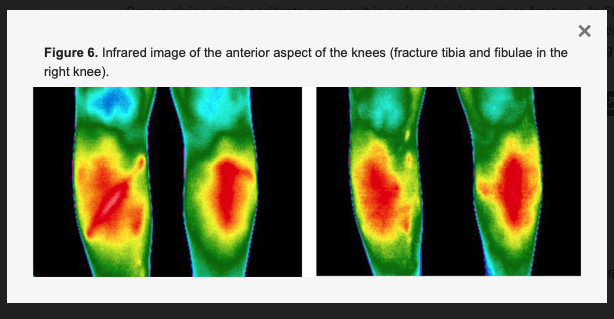 Figure 6. Infrared image of the anterior aspect of the knees (fracture tibia and fibulae in the
right knee).